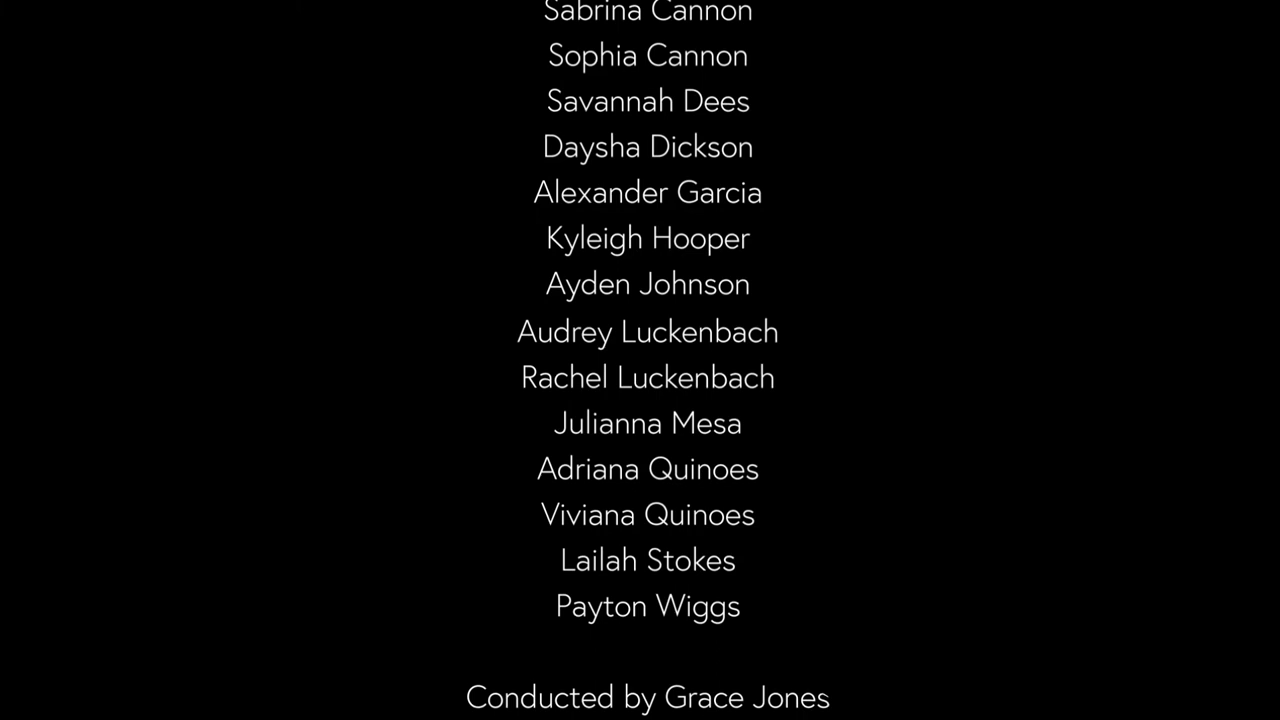 Sabrina Cannon
Sophia Cannon
Savannah Dees
Daysha Dickson
Alexander Garcia
Kyleigh Hooper
Ayden Johnson
Audrey Luckenbach
Rachel Luckenbach
Julianna Mesa
Adriana Quinoes
Viviana Quinoes
Lailah Stokes
Payton Wiggs
Conducted by Grace Jones